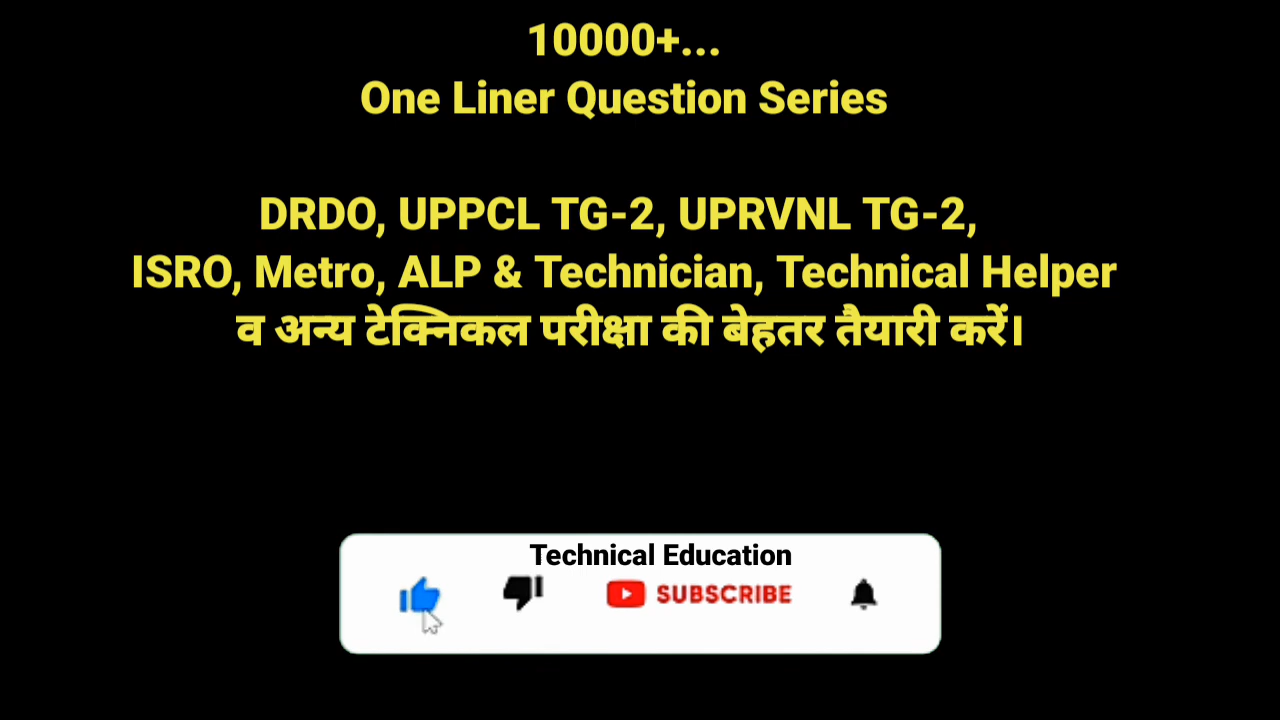 10000+...
One Liner Question Series
DRDO, UPPCL TG-2, UPRVNL TG-2,
ISRO, Metro, ALP & Technician, Technical Helper
व अन्य टेक्निकल परीक्षा की बेहतर तैयारी करें।
Technical Education
SUBSCRIBE